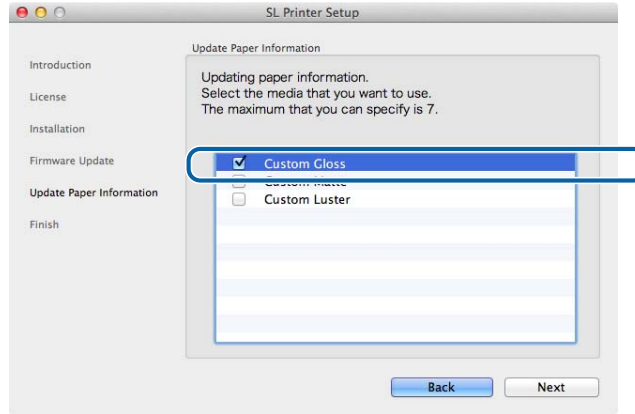 SL Printer Setup
Update Paper Information
Introduction
License
Installation
Firmware Update
Update Paper Information
Finish
Updating paper information.
Select the media that you want to use.
The maximum that you can specify is 7.
Custom Gloss
Custom Matte
Custom Luster
Back
Next